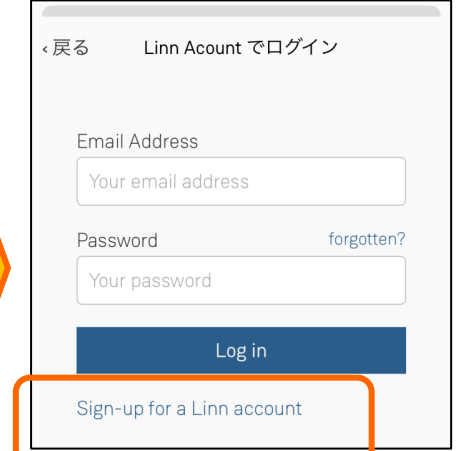 ‹戻る Linn Acount でログイン
Email Address
Your email address
Password forgotten?
Your password
Log in
Sign-up for a Linn account